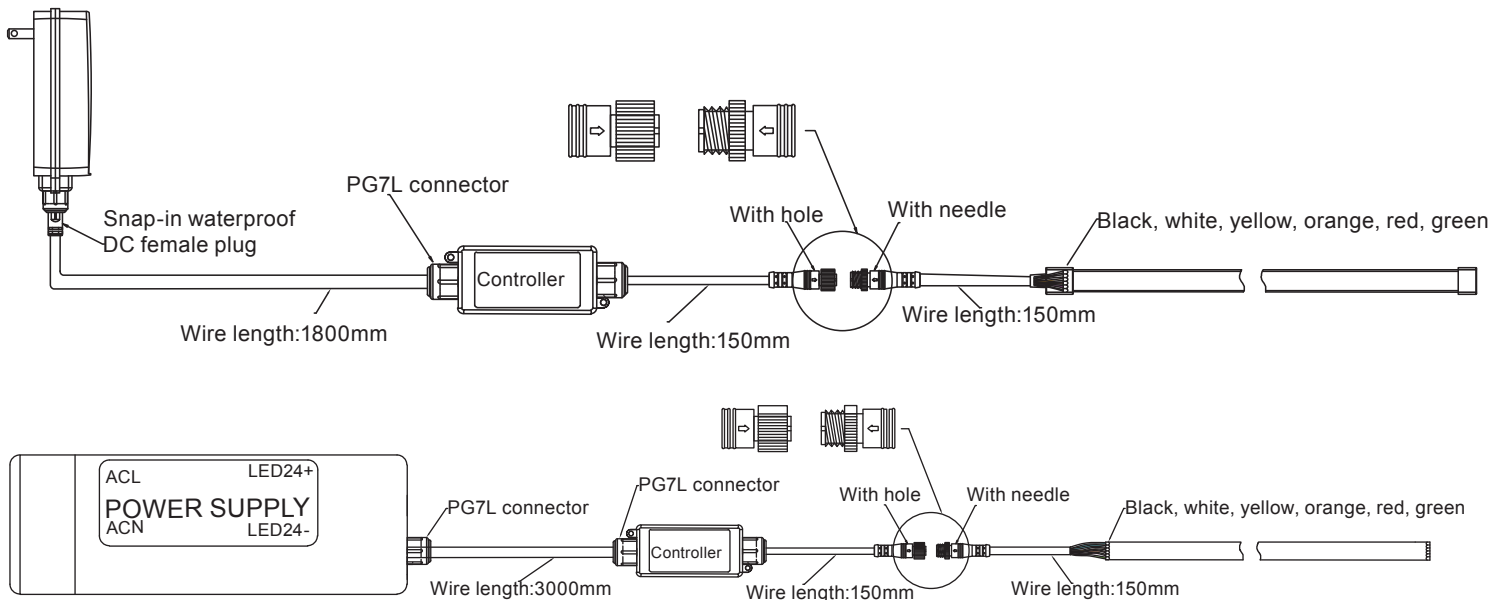 PG7L connector
Snap-in waterproof
DC female plug
With hole
With needle
Black, white, yellow, orange, red, green
Controller
Wire length:1800mm
Wire length:150mm
Wire length:150mm
ACL
LED24+
POWER SUPPLY
ACN
LED24-
PG7L connector
PG7L connector
With hole
With needle
Black, white, yellow, orange, red, green
Controller
Wire length:3000mm
Wire length:150mm
Wire length:150mm